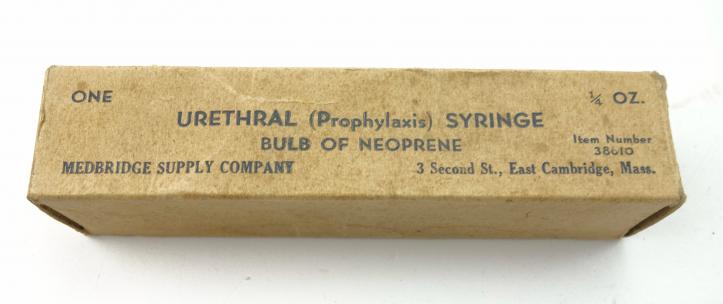 ONE ¼ OZ.
URETHRAL (Prophylaxis) SYRINGE
BULB OF NEOPRENE
Item Number
38610
MEDBRIDGE SUPPLY COMPANY 3 Second St., East Cambridge, Mass.